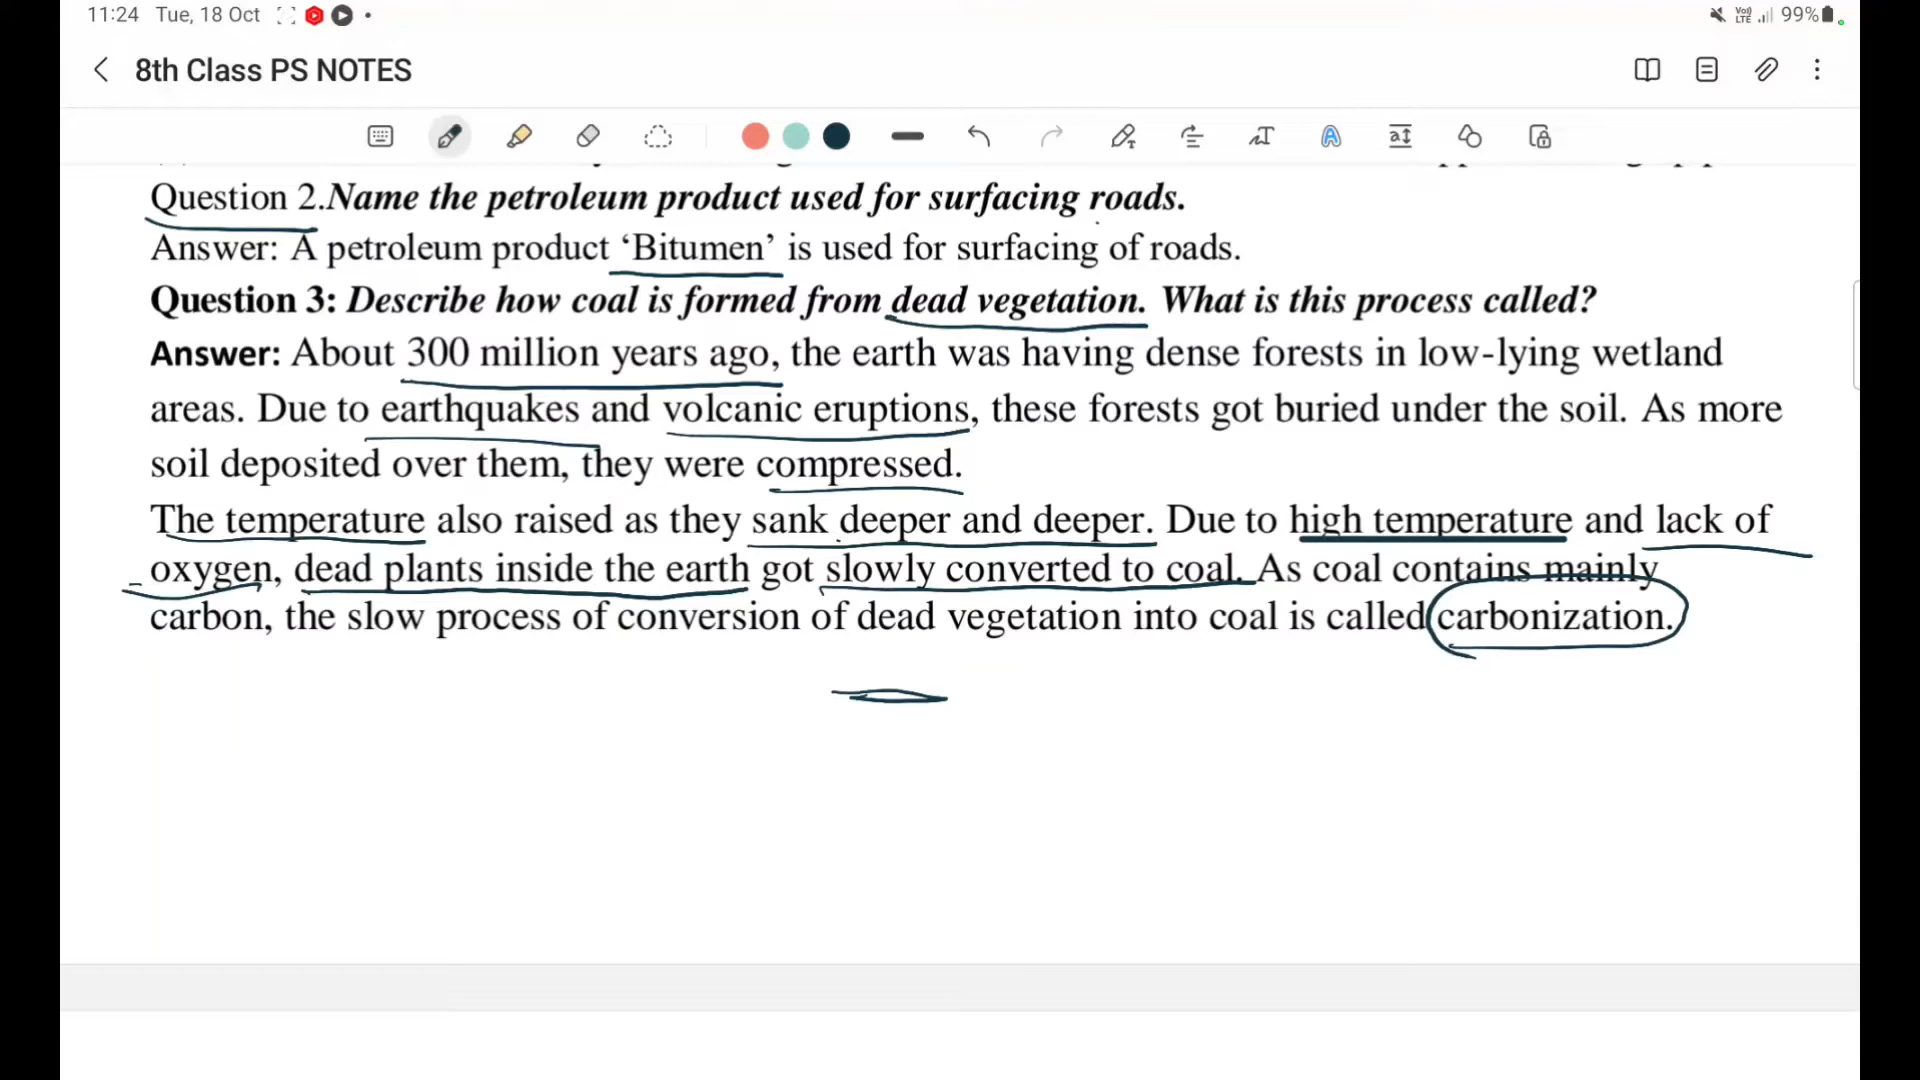 11:24 Tue, 18 Oct
99%
8th Class PS NOTES
Question 2.Name the petroleum product used for surfacing roads.
Answer: A petroleum product ‘Bitumen’ is used for surfacing of roads.
Question 3: Describe how coal is formed from dead vegetation. What is this process called?
Answer: About 300 million years ago, the earth was having dense forests in low-lying wetland
areas. Due to earthquakes and volcanic eruptions, these forests got buried under the soil. As more
soil deposited over them, they were compressed.
The temperature also raised as they sank deeper and deeper. Due to high temperature and lack of
oxygen, dead plants inside the earth got slowly converted to coal. As coal contains mainly
carbon, the slow process of conversion of dead vegetation into coal is called carbonization.